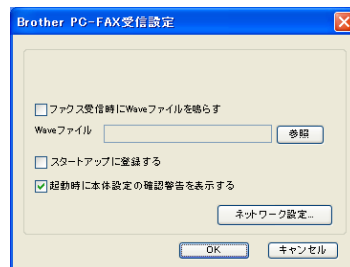 Brother PC-FAX受信設定
ファクス受信時にWaveファイルを鳴らす
Waveファイル 参照
スタートアップに登録する
起動時に本体設定の確認警告を表示する
ネットワーク設定...
OK キャンセル